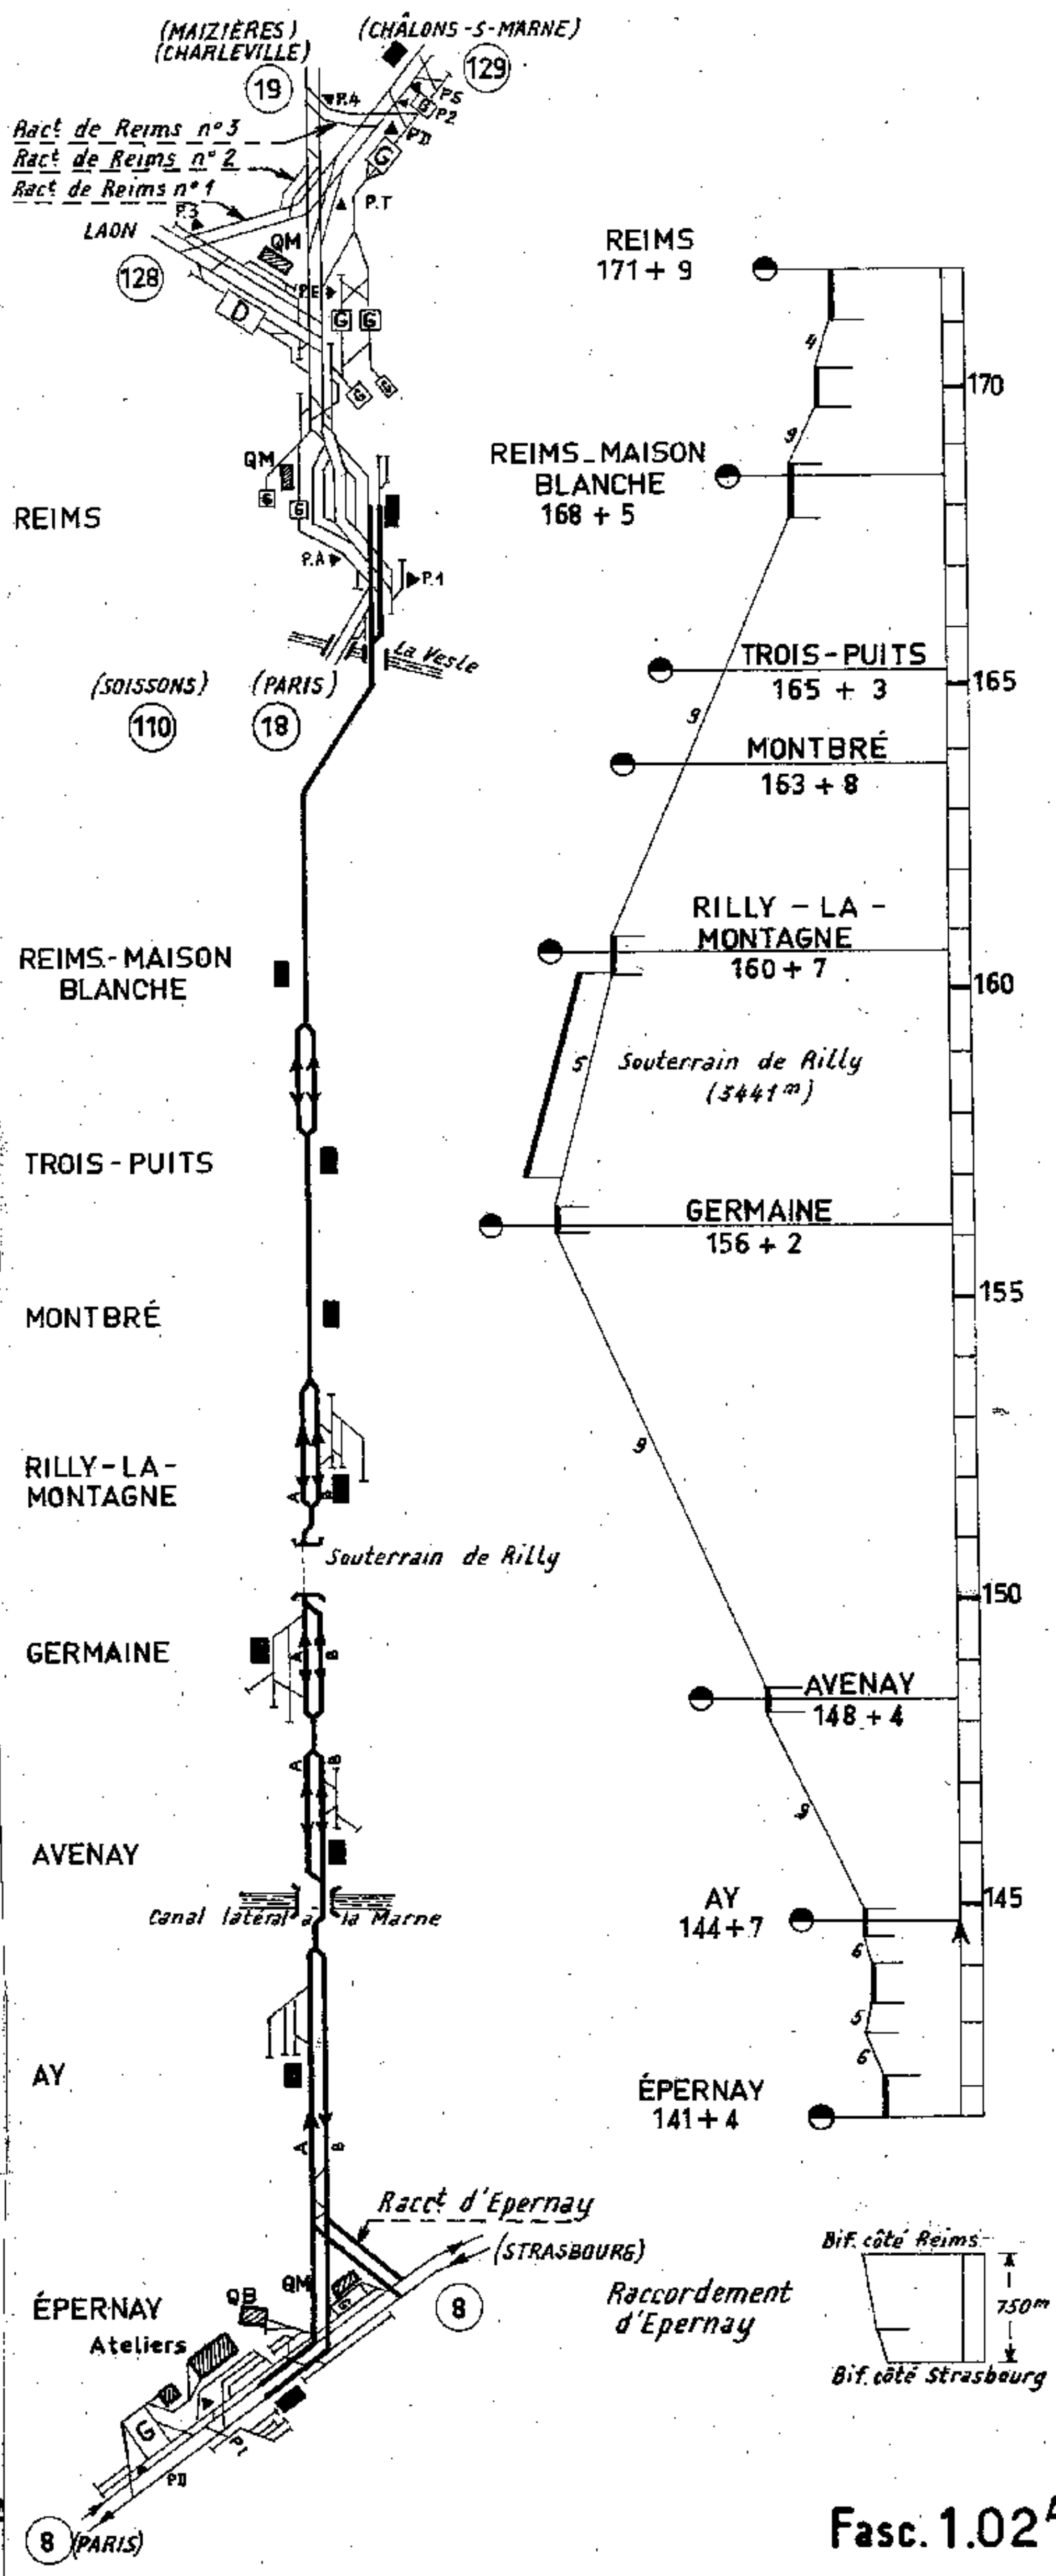 (MAIZIÈRES)
(CHARLEVILLE)
(CHÂLONS-S-MARNE)
19
129
P.4
P5
G
P2
PD
Ract de Reims n° 3
Ract de Reims n° 2
Ract de Reims n° 1
G
P.T
P.3
LAON
QM
128
P.E
D
G
G
G
G
QM
G
G
REIMS
P.A
P.1
La Vesle
(SOISSONS)
(PARIS)
110
18
REIMS-MAISON
BLANCHE
TROIS-PUITS
MONTBRÉ
RILLY-LA-
MONTAGNE
A
B
Souterrain de Rilly
GERMAINE
A
B
A
B
AVENAY
Canal latéral à la Marne
AY
A
B
Racct d'Epernay
(STRASBOURG)
8
QM
QB
G
ÉPERNAY
Ateliers
G
P1
PD
8
(PARIS)
REIMS
171 + 9
4
170
9
REIMS_MAISON
BLANCHE
168 + 5
TROIS-PUITS
165 + 3
165
9
MONTBRÉ
163 + 8
RILLY - LA -
MONTAGNE
160 + 7
160
5
Souterrain de Rilly
(3441 m)
GERMAINE
156 + 2
155
9
150
AVENAY
148 + 4
9
145
AY
144+7
6
5
6
ÉPERNAY
141+4
Raccordement
d'Epernay
Bif. côté Reims
750m
Bif. côté Strasbourg
Fasc. 1.02 A